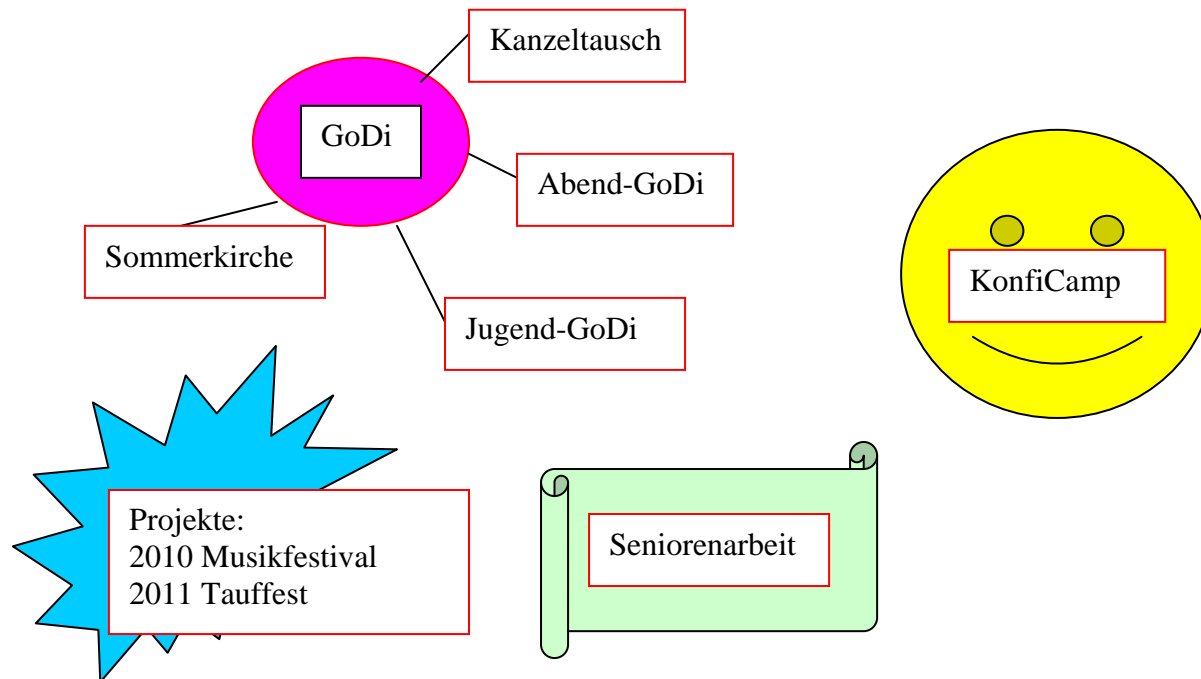 Kanzeltausch
GoDi
Abend-GoDi
Sommerkirche
KonfiCamp
Jugend-GoDi
Projekte:
2010 Musikfestival
2011 Tauffest
Seniorenarbeit